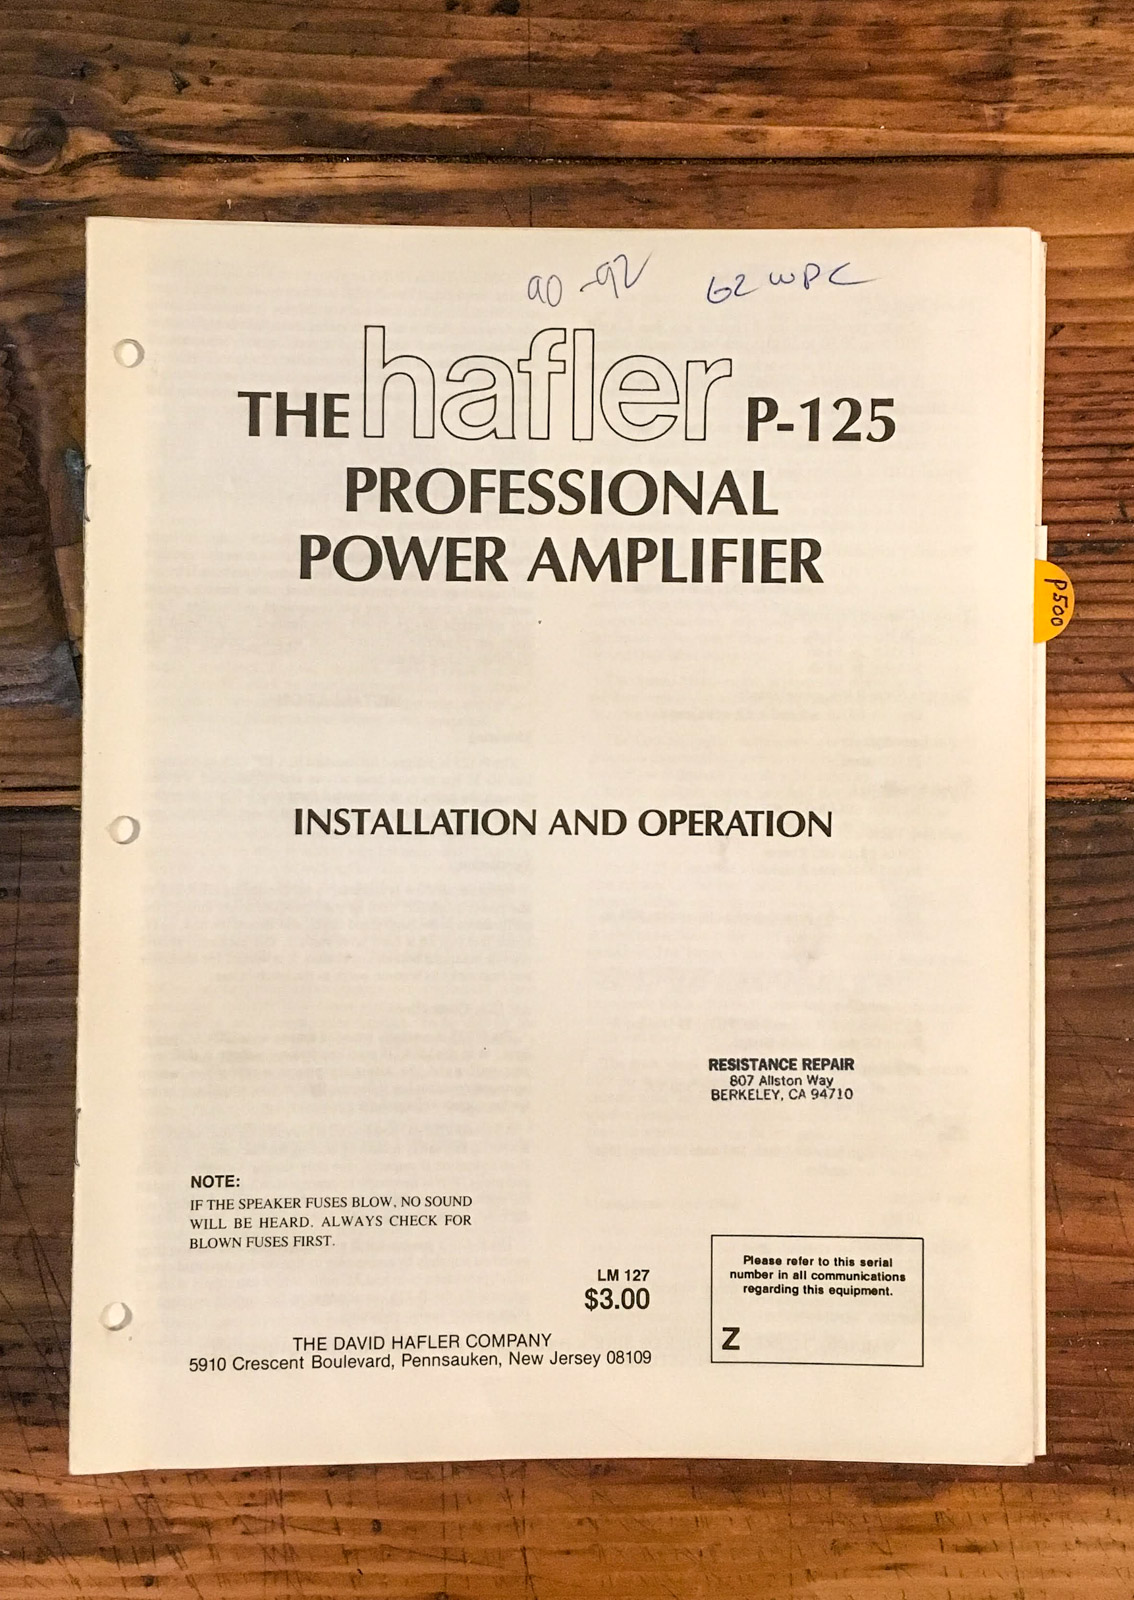 90-92 62 WPC
THE hafler P-125
PROFESSIONAL
POWER AMPLIFIER
P500
INSTALLATION AND OPERATION
RESISTANCE REPAIR
807 Allston Way
BERKELEY, CA 94710
NOTE:
IF THE SPEAKER FUSES BLOW, NO SOUND
WILL BE HEARD. ALWAYS CHECK FOR
BLOWN FUSES FIRST.
LM 127
$3.00
THE DAVID HAFLER COMPANY
5910 Crescent Boulevard, Pennsauken, New Jersey 08109
Please refer to this serial
number in all communications
regarding this equipment.
Z